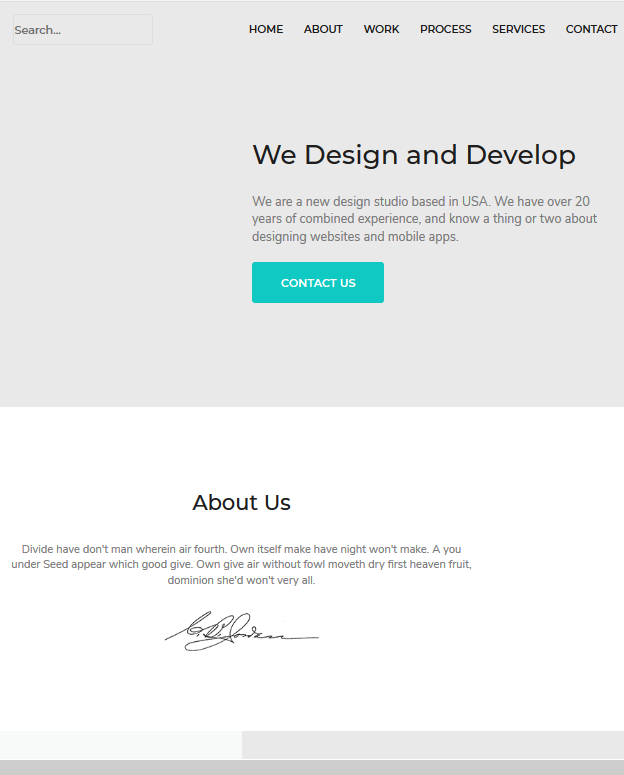 Search...
HOME ABOUT WORK PROCESS SERVICES CONTACT
We Design and Develop
We are a new design studio based in USA. We have over 20
years of combined experience, and know a thing or two about
designing websites and mobile apps.
CONTACT US
About Us
Divide have don't man wherein air fourth. Own itself make have night won't make. A you
under Seed appear which good give. Own give air without fowl moveth dry first heaven fruit,
dominion she'd won't very all.